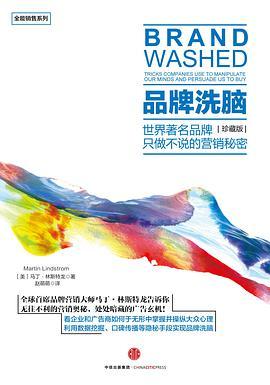 全能销售系列
BRAND
WASHED
TRICKS COMPANIES USE TO MANIPULATE
OUR MINDS AND PERSUADE US TO BUY
品牌洗脑
世界著名品牌 | 珍藏版 |
只做不说的营销秘密
Martin Lindstrom
[美] 马丁·林斯特龙◎著
赵萌萌◎译
全球首席品牌营销大师马丁·林斯特龙告诉你
无往不利的营销奥秘，处处暗藏的广告玄机！
看企业和广告商如何于无形中掌握并操纵大众心理
利用数据挖掘、口碑传播等隐秘手段实现品牌洗脑
中信出版集团·CHINACITICPRESS